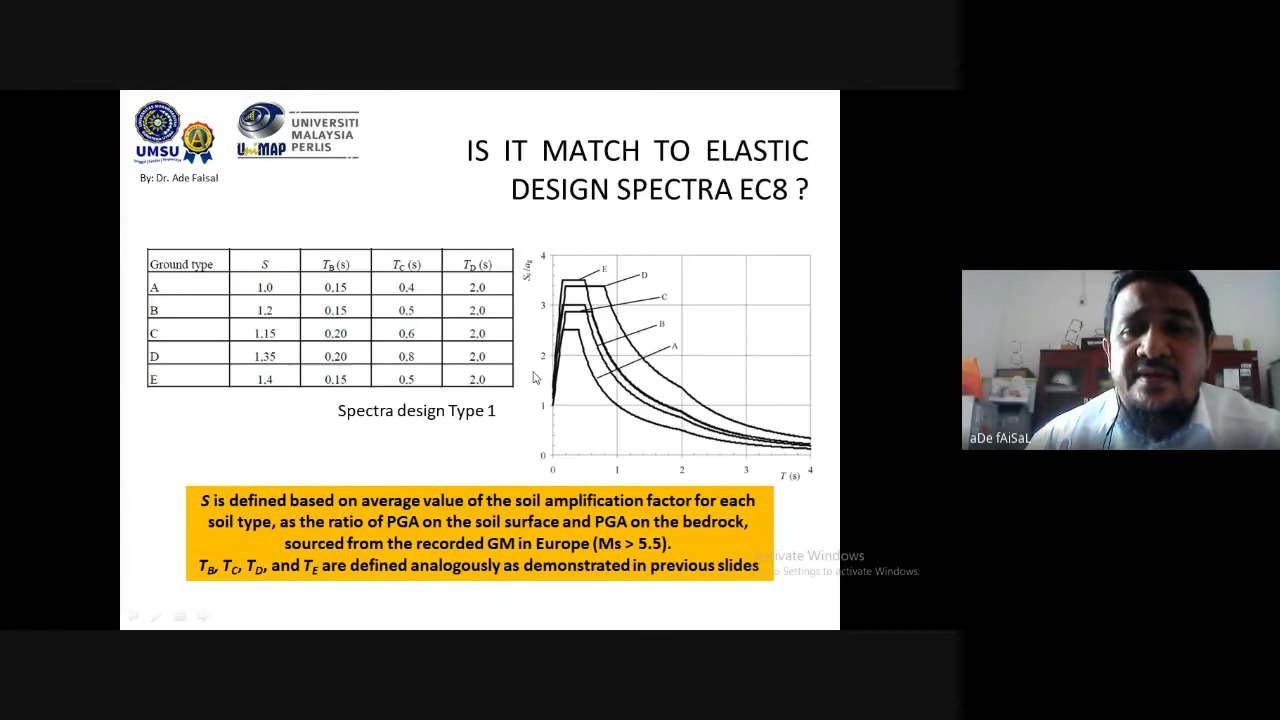 UMSU
By: Dr. Ade Faisal
UniMAP
UNIVERSITI
MALAYSIA
PERLIS
IS IT MATCH TO ELASTIC
DESIGN SPECTRA EC8 ?
Ground type S TB (s) TC (s) TD (s)
A 1,0 0,15 0,4 2,0
B 1,2 0,15 0,5 2,0
C 1,15 0,20 0,6 2,0
D 1,35 0,20 0,8 2,0
E 1,4 0,15 0,5 2,0
Spectra design Type 1
Se/ag
4
3
2
1
0
E
D
C
B
A
0 1 2 3 4
T (s)
S is defined based on average value of the soil amplification factor for each
soil type, as the ratio of PGA on the soil surface and PGA on the bedrock,
sourced from the recorded GM in Europe (Ms > 5.5).
TB, TC, TD, and TE are defined analogously as demonstrated in previous slides
ivate Windows
o Settings to activate Windows.
aDe fAiSaL